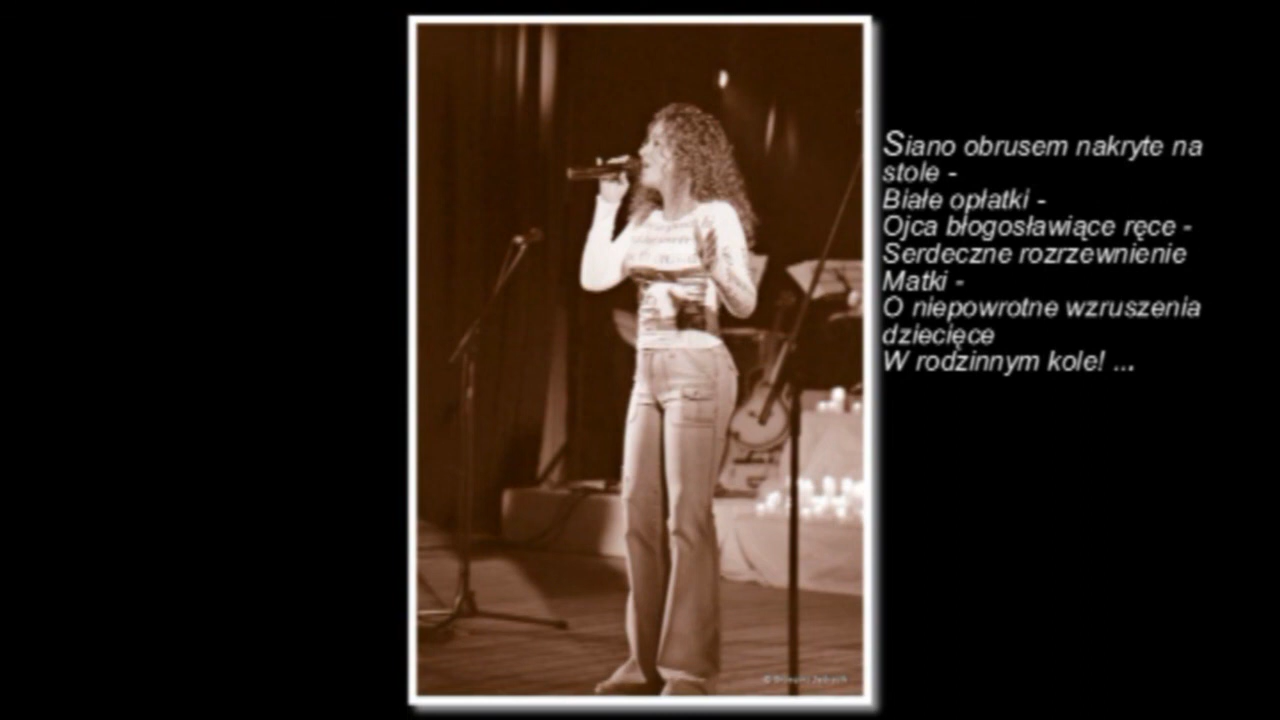 Siano obrusem nakryte na
stole -
Białe opłatki -
Ojca błogosławiące ręce -
Serdeczne rozrzewnienie
Matki -
O niepowrotne wzruszenia
dziecięce
W rodzinnym kole! ...